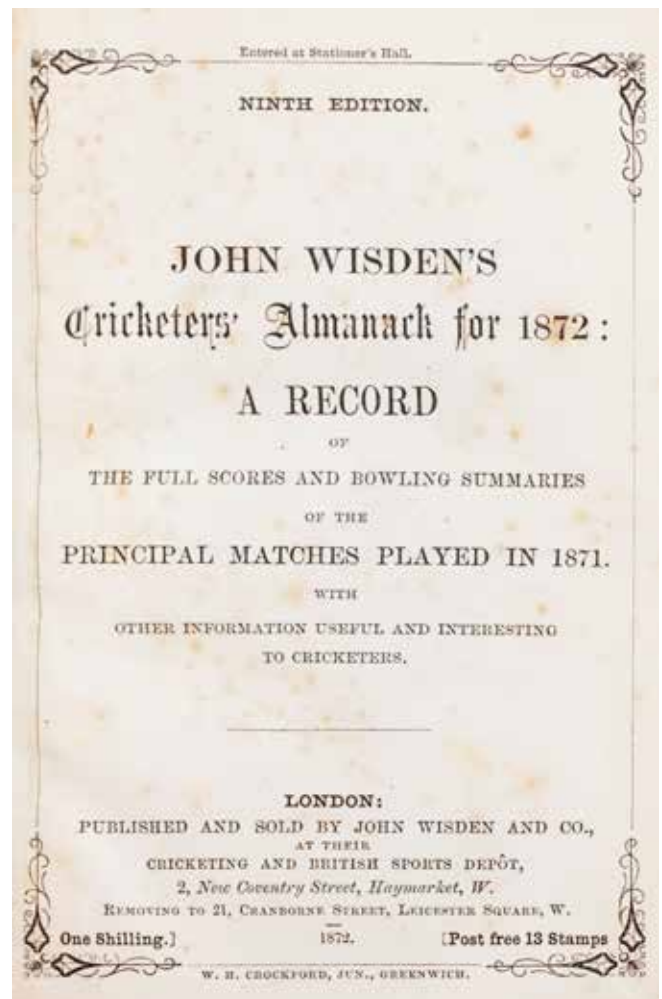 Entered at Stationer's Hall.
NINTH EDITION.
JOHN WISDEN'S
Cricketers' Almanack for 1872:
A RECORD
OF
THE FULL SCORES AND BOWLING SUMMARIES
OF THE
PRINCIPAL MATCHES PLAYED IN 1871.
WITH
OTHER INFORMATION USEFUL AND INTERESTING
TO CRICKETERS.
LONDON:
PUBLISHED AND SOLD BY JOHN WISDEN AND CO.,
AT THEIR
CRICKETING AND BRITISH SPORTS DEPÔT,
2, New Coventry Street, Haymarket, W.
REMOVING TO 21, CRANBORNE STREET, LEICESTER SQUARE, W.
One Shilling.] 1872. [Post free 13 Stamps
W. H. CROCKFORD, JUN., GREENWICH.